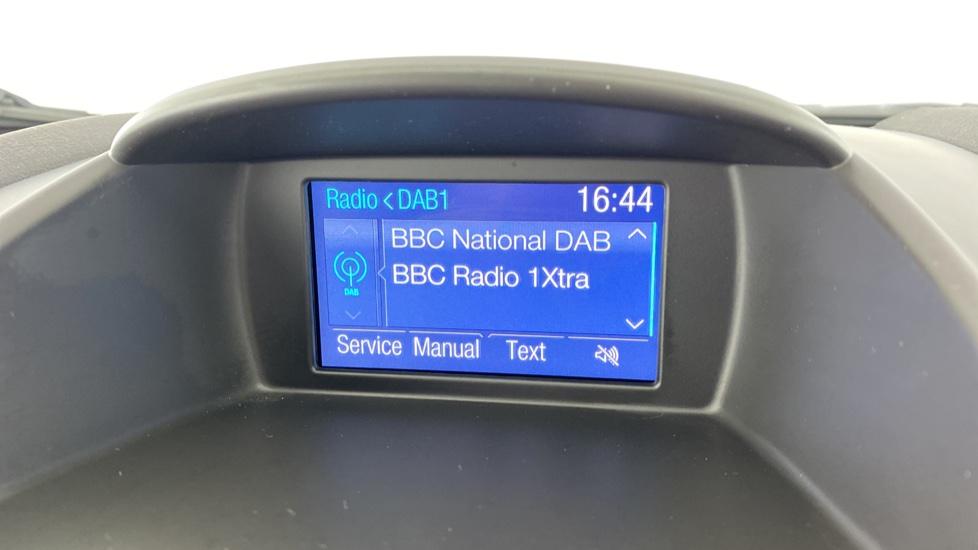 Radio < DAB1 16:44
BBC National DAB
BBC Radio 1Xtra
DAB
Service Manual Text